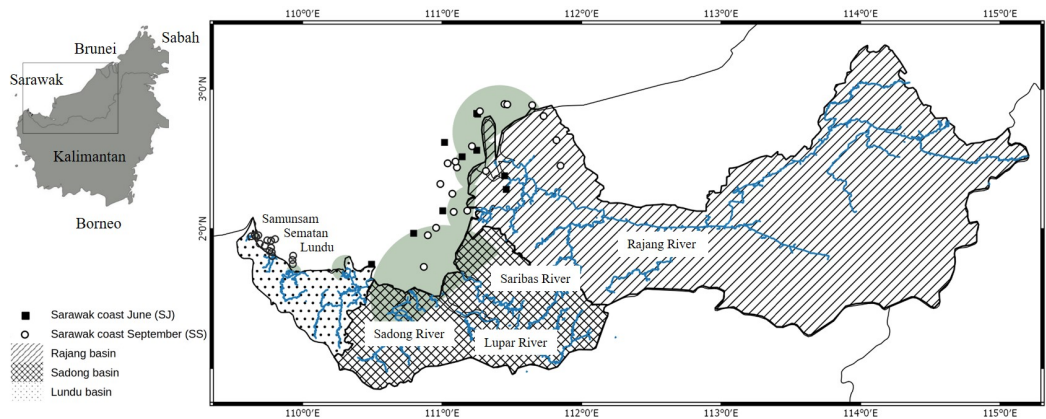 110°0'E 111°0'E 112°0'E 113°0'E 114°0'E 115°0'E
Sabah
Brunei
Sarawak
Kalimantan
Borneo
3°0'N
2°0'N
Samunsam
Sematan
Lundu
Rajang River
Saribas River
Sadong River
Lupar River
Sarawak coast June (SJ)
Sarawak coast September (SS)
Rajang basin
Sadong basin
Lundu basin
110°0'E 111°0'E 112°0'E 113°0'E 114°0'E 115°0'E